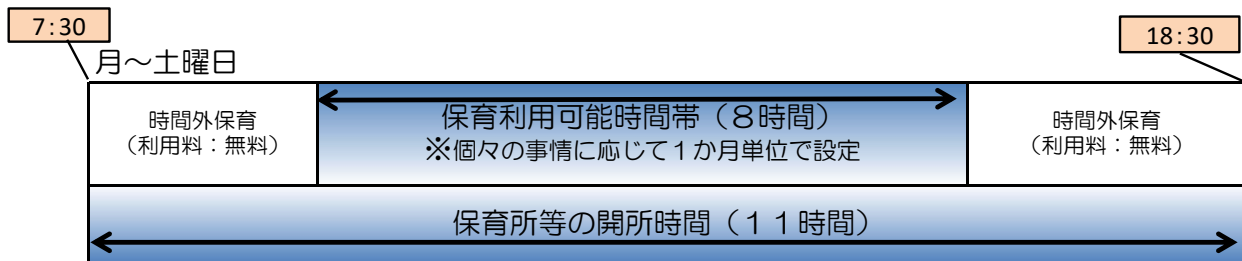 7:30
18:30
月～土曜日
時間外保育
（利用料：無料）
保育利用可能時間帯（８時間）
※個々の事情に応じて１か月単位で設定
時間外保育
（利用料：無料）
保育所等の開所時間（１１時間）